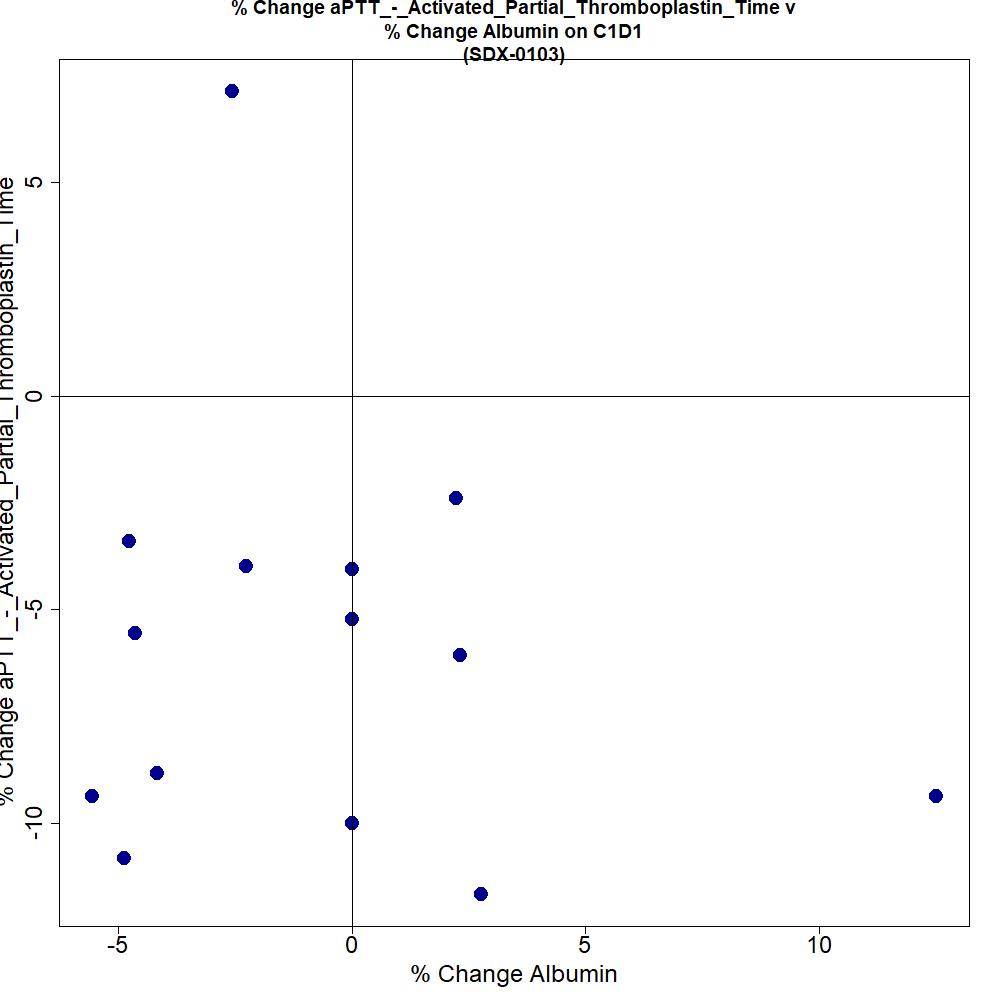 % Change aPTT_-_Activated_Partial_Thromboplastin_Time v
% Change Albumin on C1D1
(SDX-0103)
% Change aPTT_-_Activated_Partial_Thromboplastin_Time
5
0
-5
-10
-5
0
5
10
% Change Albumin